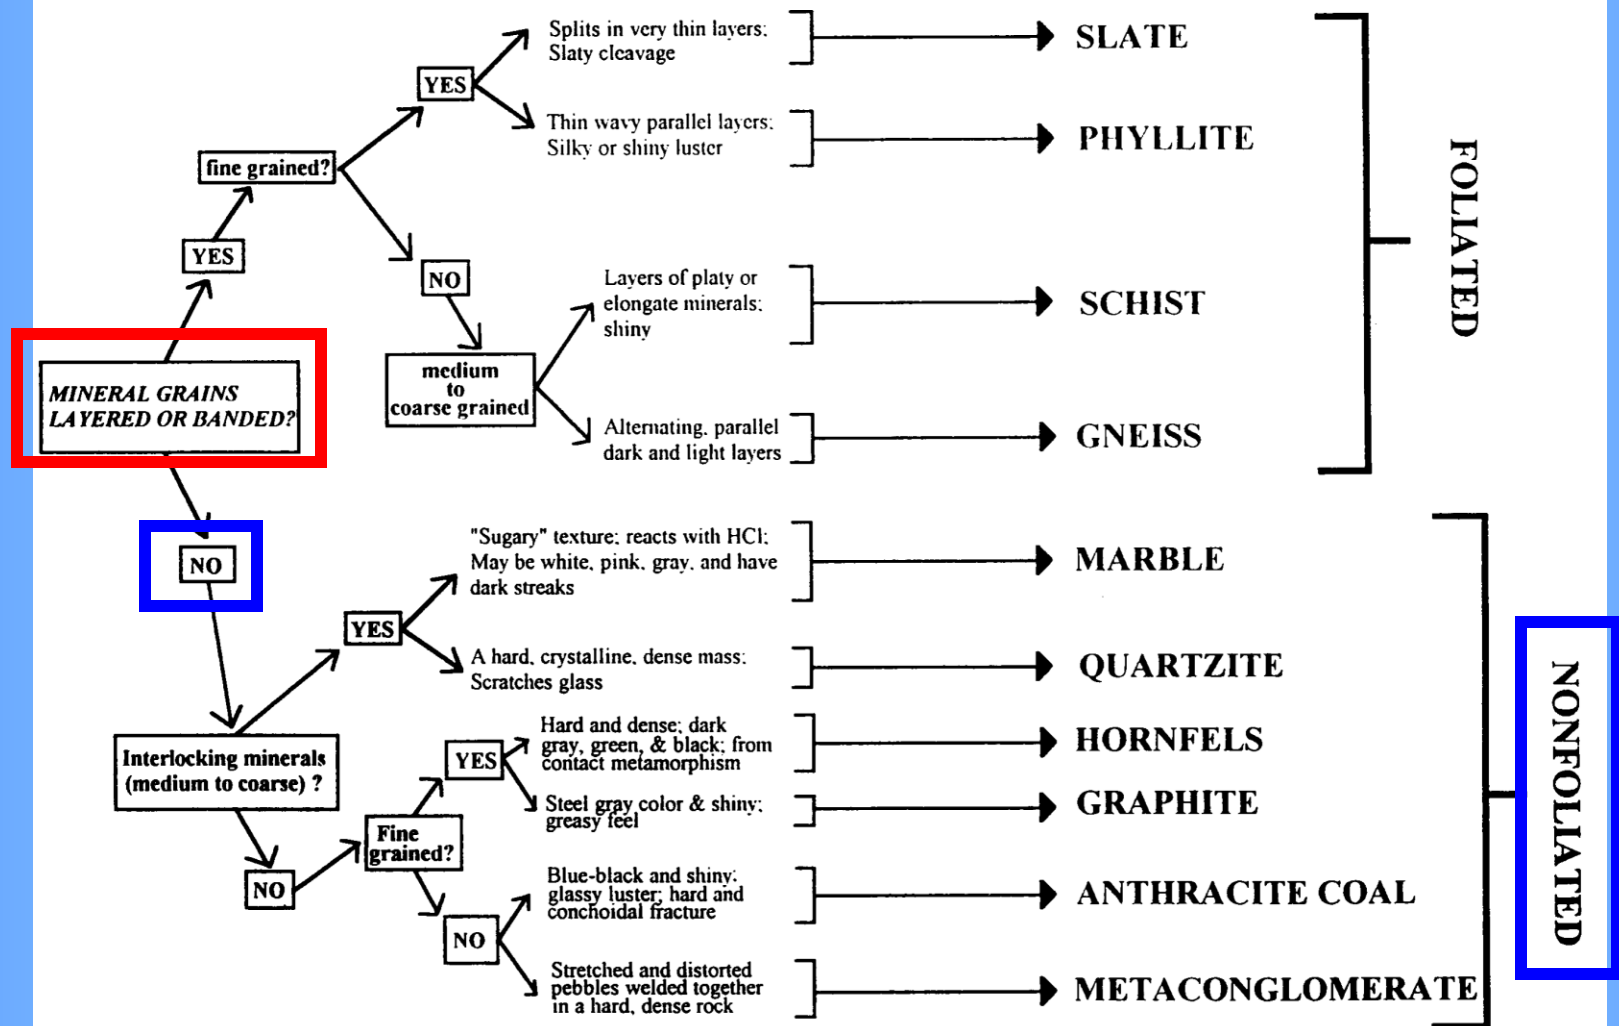 Splits in very thin layers;
Slaty cleavage
SLATE
YES
Thin wavy parallel layers;
Silky or shiny luster
PHYLLITE
fine grained?
YES
NO
Layers of platy or
elongate minerals;
shiny
SCHIST
FOLIATED
MINERAL GRAINS
LAYERED OR BANDED?
medium
to
coarse grained
Alternating, parallel
dark and light layers
GNEISS
NO
"Sugary" texture; reacts with HCl;
May be white, pink, gray, and have
dark streaks
MARBLE
YES
A hard, crystalline, dense mass;
Scratches glass
QUARTZITE
Interlocking minerals
(medium to coarse) ?
YES
Hard and dense; dark
gray, green, & black; from
contact metamorphism
HORNFELS
Steel gray color & shiny;
greasy feel
GRAPHITE
NONFOLIATED
Fine
grained?
NO
Blue-black and shiny;
glassy luster; hard and
conchoidal fracture
ANTHRACITE COAL
NO
Stretched and distorted
pebbles welded together
in a hard, dense rock
METACONGLOMERATE